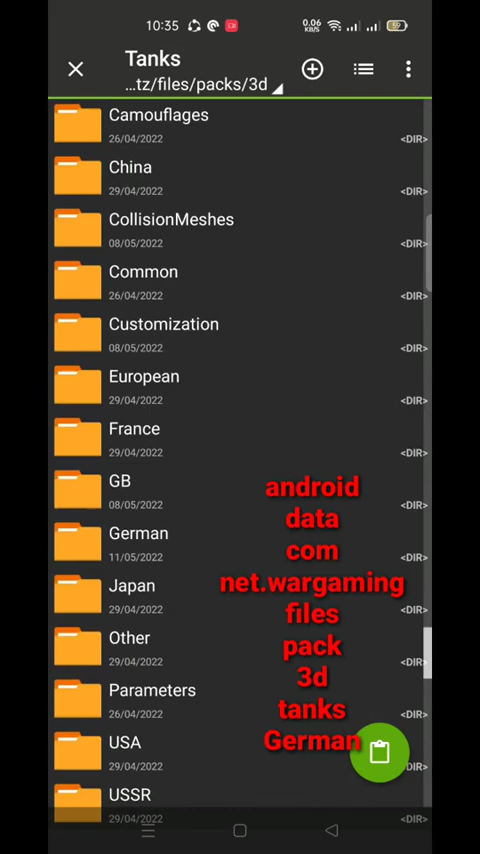 10:35
0.06
KB/S
59
Tanks
...tz/files/packs/3d
Camouflages
26/04/2022
<DIR>
China
29/04/2022
<DIR>
CollisionMeshes
08/05/2022
<DIR>
Common
26/04/2022
<DIR>
Customization
08/05/2022
<DIR>
European
29/04/2022
<DIR>
France
29/04/2022
<DIR>
GB
08/05/2022
<DIR>
German
11/05/2022
<DIR>
Japan
29/04/2022
<DIR>
Other
29/04/2022
<DIR>
Parameters
26/04/2022
<DIR>
USA
29/04/2022
DIR>
USSR
29/04/2022
<DIR>
android
data
com
net.wargaming
files
pack
3d
tanks
German